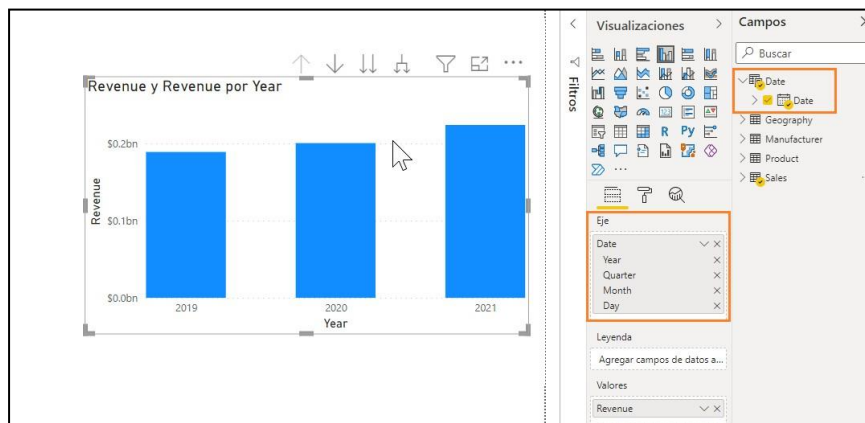 Revenue y Revenue por Year
$0.2bn
$0.1bn
$0.0bn
Revenue
2019
2020
2021
Year
Filtros
Visualizaciones
R
Py
Eje
Date
Year
Quarter
Month
Day
Leyenda
Agregar campos de datos a...
Valores
Revenue
Campos
Buscar
Date
Date
Geography
Manufacturer
Product
Sales